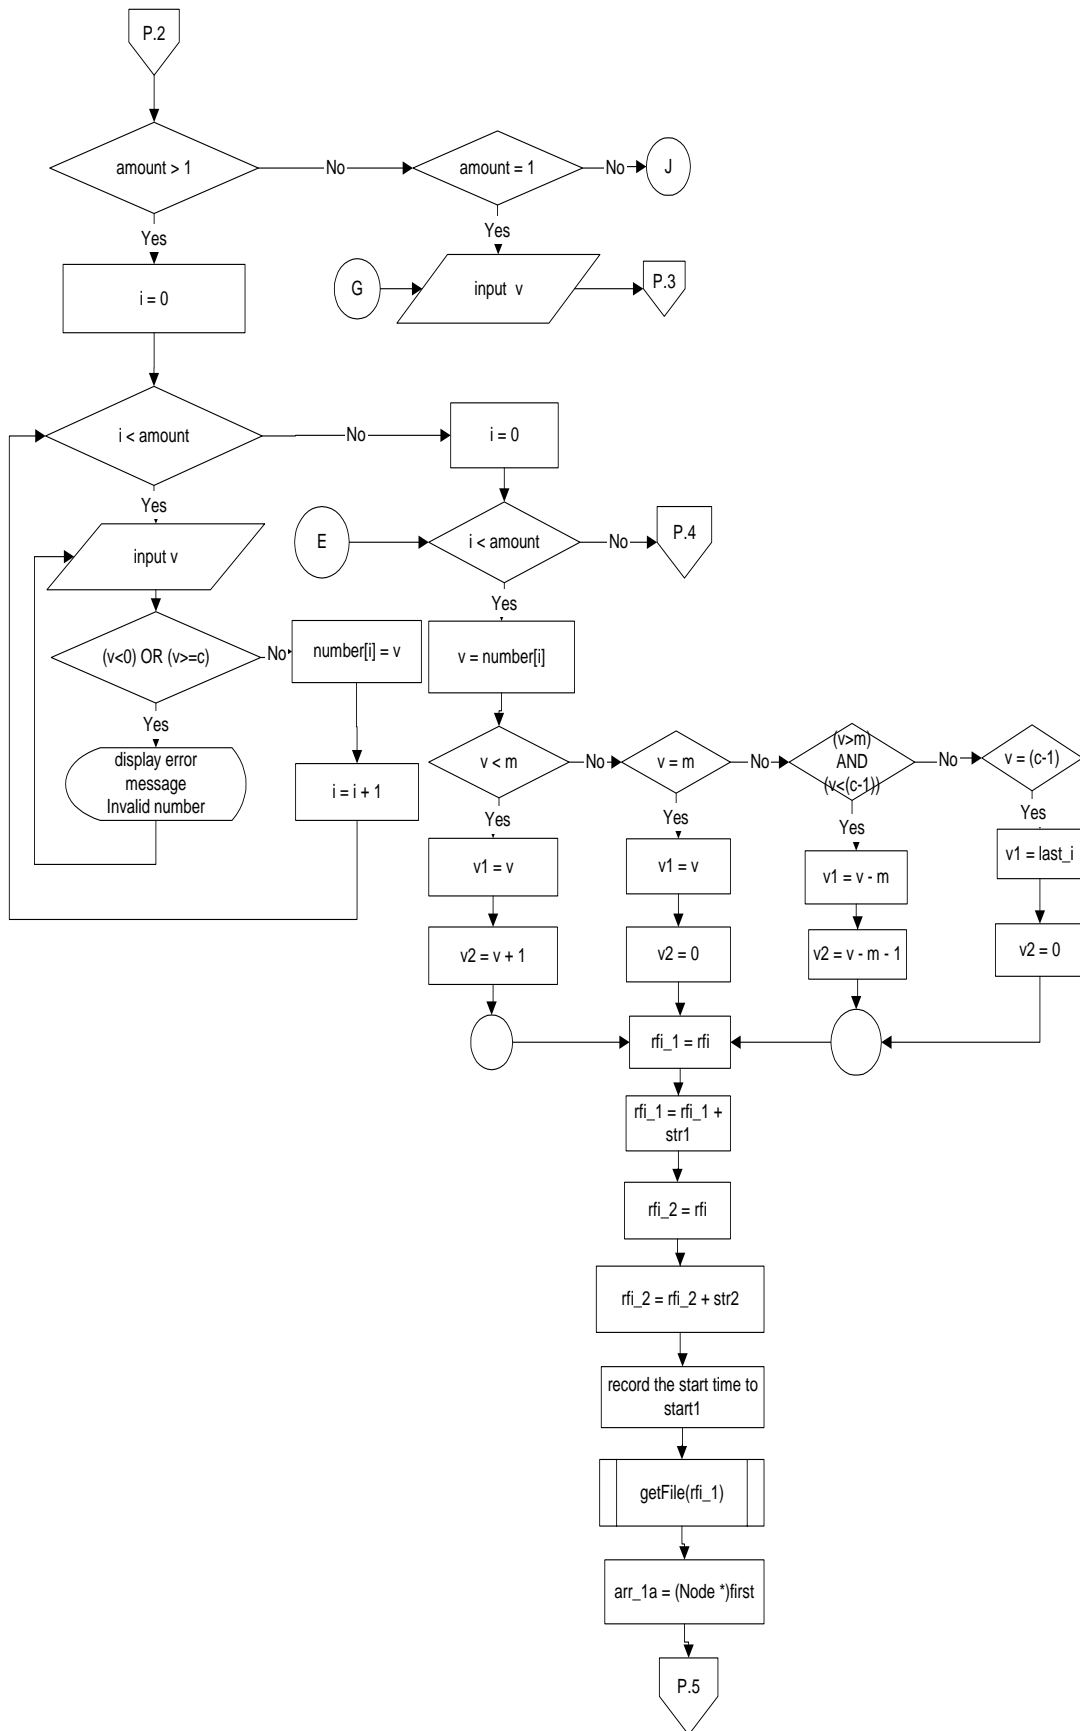 P.2
amount > 1
No
amount = 1
No
J
Yes
Yes
i = 0
G
input v
P.3
i < amount
No
i = 0
Yes
input v
E
i < amount
No
P.4
Yes
(v<0) OR (v>=c)
No
number[i] = v
v = number[i]
Yes
display error
message
Invalid number
i = i + 1
v < m
No
v = m
No
(v>m)
AND
(v<(c-1))
No
v = (c-1)
Yes
Yes
Yes
Yes
v1 = v
v1 = v
v1 = v - m
v1 = last_i
v2 = v + 1
v2 = 0
v2 = v - m - 1
v2 = 0
rfi_1 = rfi
rfi_1 = rfi_1 +
str1
rfi_2 = rfi
rfi_2 = rfi_2 + str2
record the start time to
start1
getFile(rfi_1)
arr_1a = (Node *)first
P.5